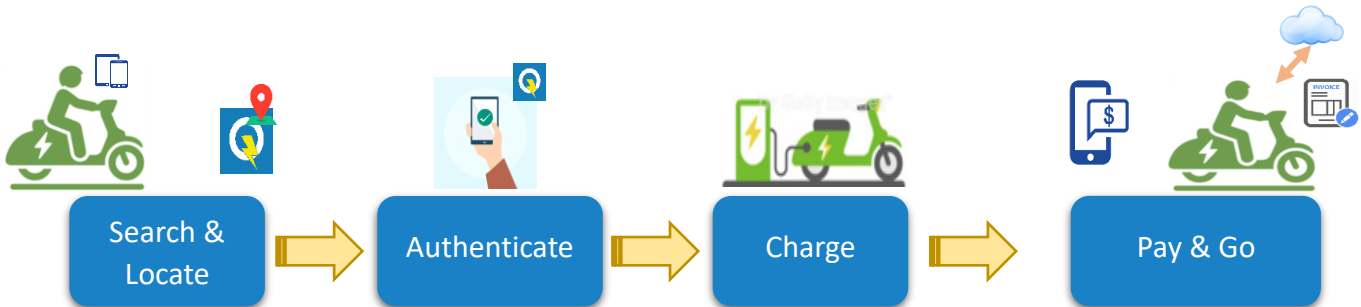 INVOICE
$
Search &
Locate
Authenticate
Charge
Pay & Go